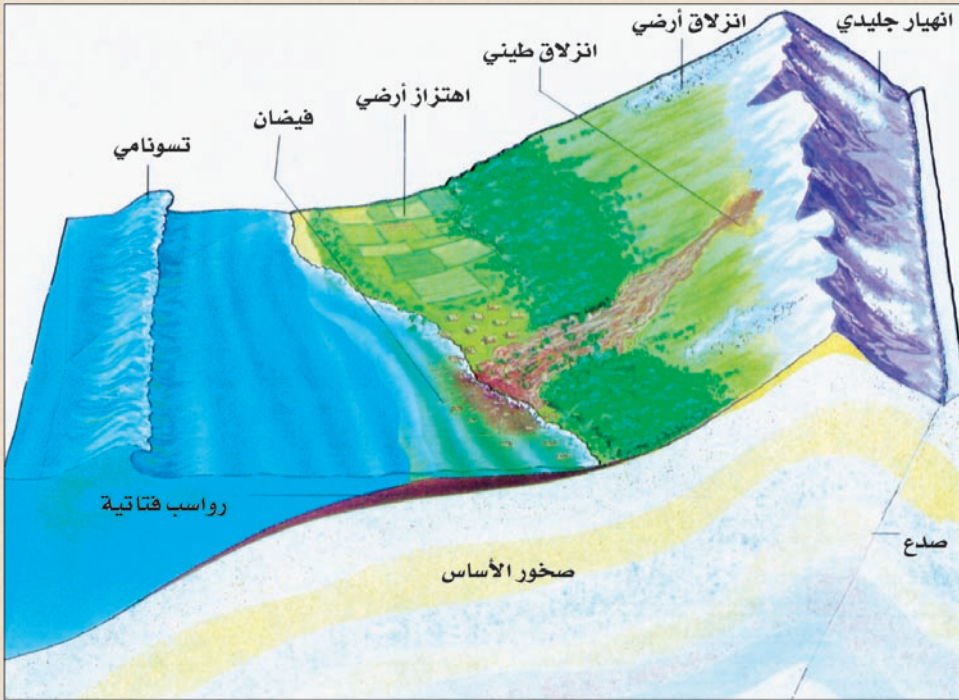 انهيار جليدي
انزلاق أرضي
انزلاق طيني
اهتزاز أرضي
فيضان
تسونامي
رواسب فتاتية
صدع
صخور الأساس